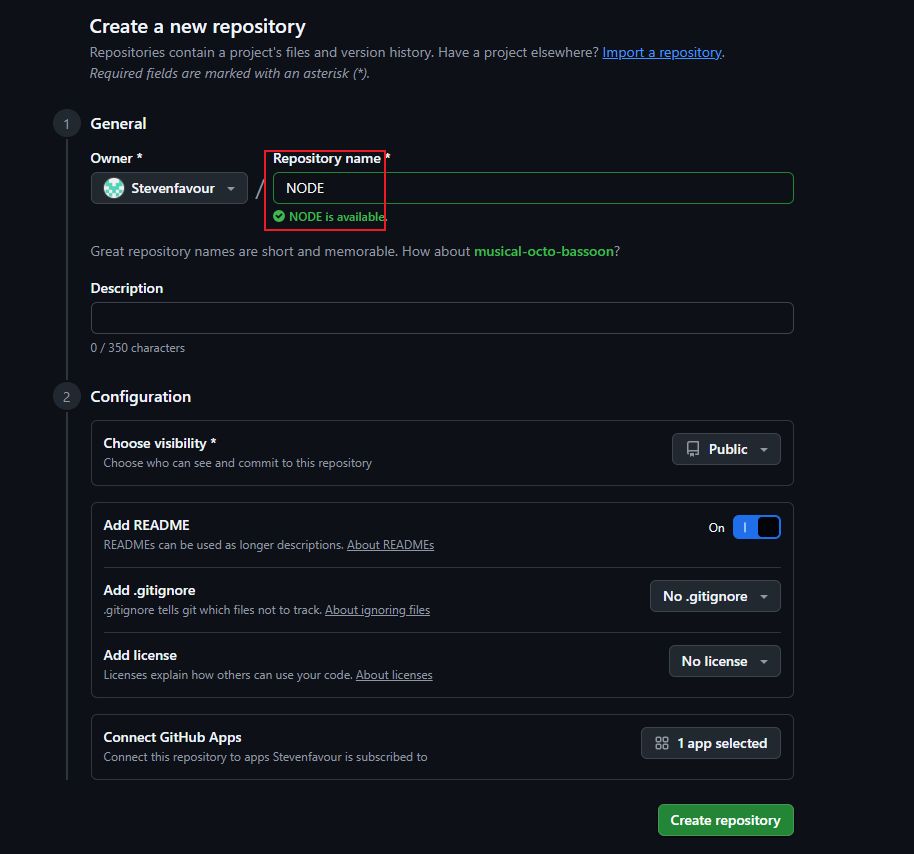 Create a new repository
Repositories contain a project's files and version history. Have a project elsewhere? Import a repository.
Required fields are marked with an asterisk (*).
1 General
Owner * Repository name *
Stevenfavour / NODE
NODE is available.
Great repository names are short and memorable. How about musical-octo-bassoon?
Description
0 / 350 characters
2 Configuration
Choose visibility *
Choose who can see and commit to this repository
Public
Add README
READMEs can be used as longer descriptions. About READMEs
On
Add .gitignore
.gitignore tells git which files not to track. About ignoring files
No .gitignore
Add license
Licenses explain how others can use your code. About licenses
No license
Connect GitHub Apps
Connect this repository to apps Stevenfavour is subscribed to
1 app selected
Create repository